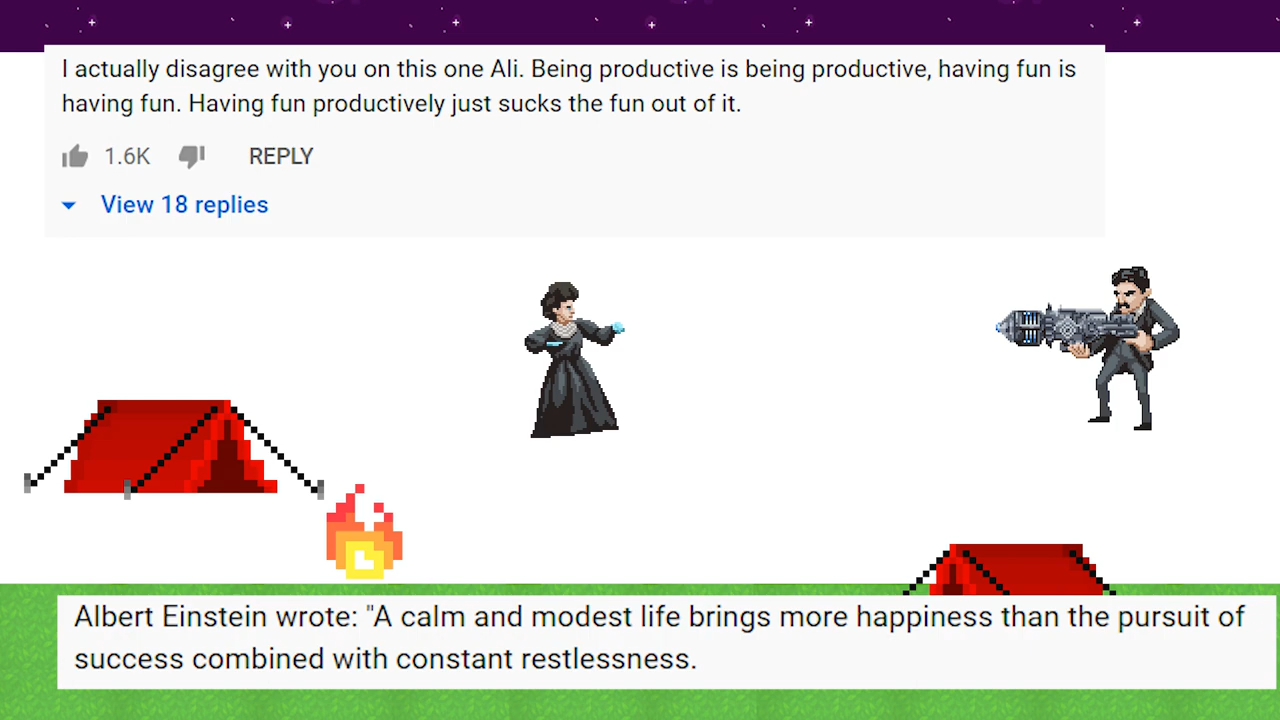 I actually disagree with you on this one Ali. Being productive is being productive, having fun is
having fun. Having fun productively just sucks the fun out of it.
1.6K REPLY
View 18 replies
Albert Einstein wrote: "A calm and modest life brings more happiness than the pursuit of
success combined with constant restlessness.